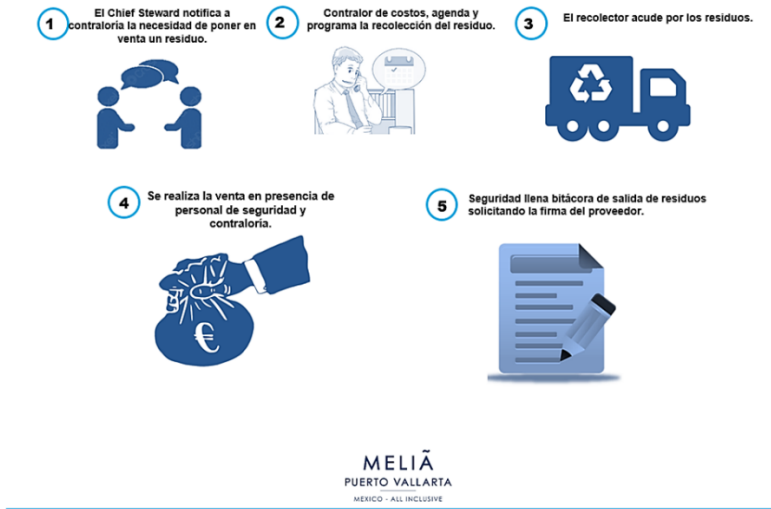 1
El Chief Steward notifica a
contraloria la necesidad de poner en
venta un residuo.
2
Contralor de costos, agenda y
programa la recolección del residuo.
3
El recolector acude por los residuos.
4
Se realiza la venta en presencia de
personal de seguridad y
contraloría.
€
5
Seguridad llena bitácora de salida de residuos
solicitando la firma del proveedor.
MELIÃ
PUERTO VALLARTA
MEXICO - ALL INCLUSIVE